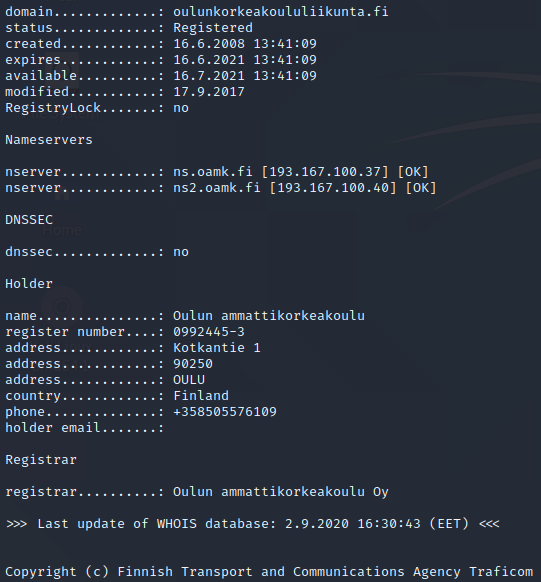 domain.............: oulunkorkeakoululiikunta.fi
status.............: Registered
created............: 16.6.2008 13:41:09
expires............: 16.6.2021 13:41:09
available..........: 16.7.2021 13:41:09
modified...........: 17.9.2017
RegistryLock.......: no
Nameservers
nserver............: ns.oamk.fi [193.167.100.37] [OK]
nserver............: ns2.oamk.fi [193.167.100.40] [OK]
DNSSEC
dnssec.............: no
Holder
name...............: Oulun ammattikorkeakoulu
register number....: 0992445-3
address............: Kotkantie 1
address............: 90250
address............: OULU
country............: Finland
phone..............: +358505576109
holder email.......:
Registrar
registrar..........: Oulun ammattikorkeakoulu Oy
>>> Last update of WHOIS database: 2.9.2020 16:30:43 (EET) <<<
Copyright (c) Finnish Transport and Communications Agency Traficom